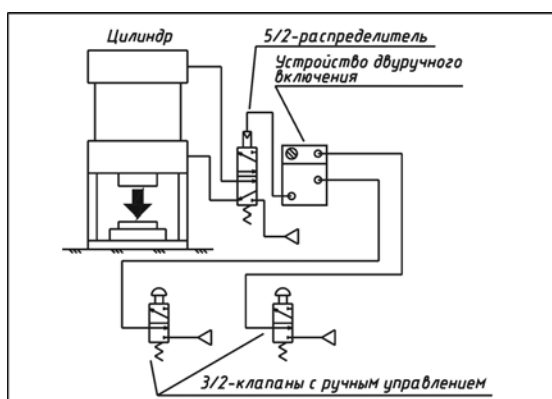 Цилиндр
5/2-распределитель
Устройство двуручного
включения
3/2-клапаны с ручным управлением